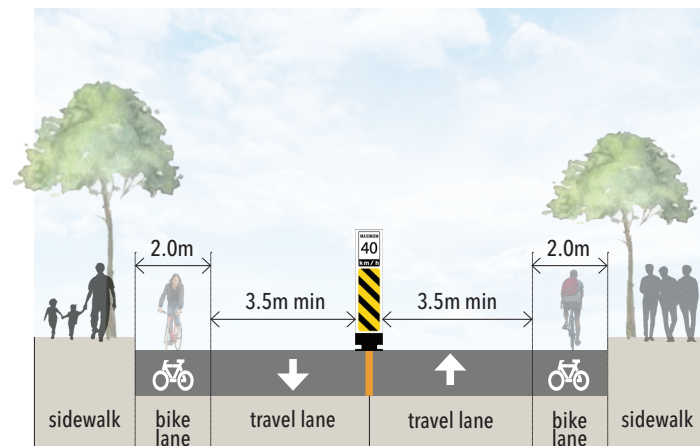 MAXIMUM
40
km/h
2.0m
2.0m
3.5m min
3.5m min
sidewalk
bike
lane
travel lane
travel lane
bike
lane
sidewalk